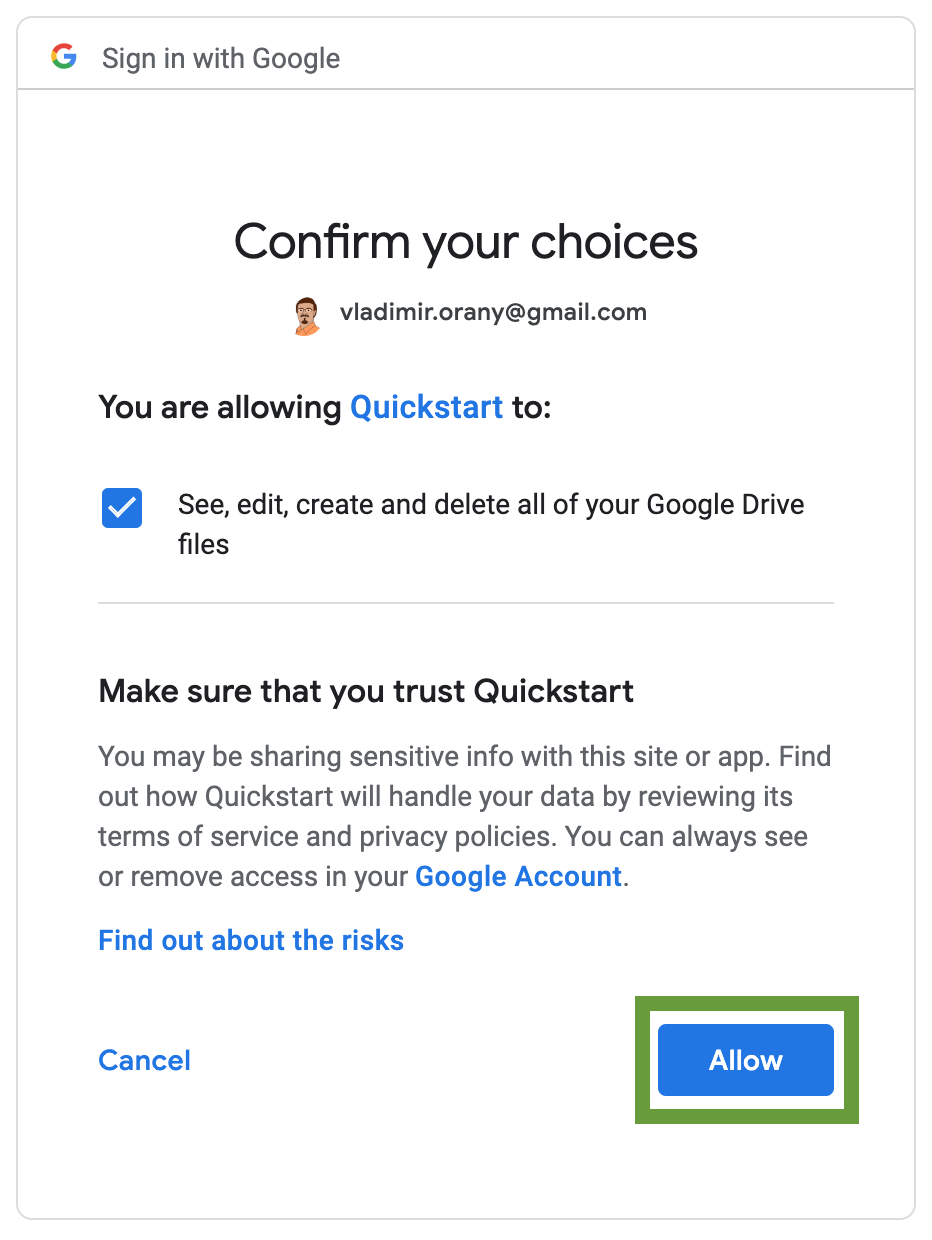 Sign in with Google
Confirm your choices
vladimir.orany@gmail.com
You are allowing Quickstart to:
See, edit, create and delete all of your Google Drive
files
Make sure that you trust Quickstart
You may be sharing sensitive info with this site or app. Find
out how Quickstart will handle your data by reviewing its
terms of service and privacy policies. You can always see
or remove access in your Google Account.
Find out about the risks
Cancel
Allow